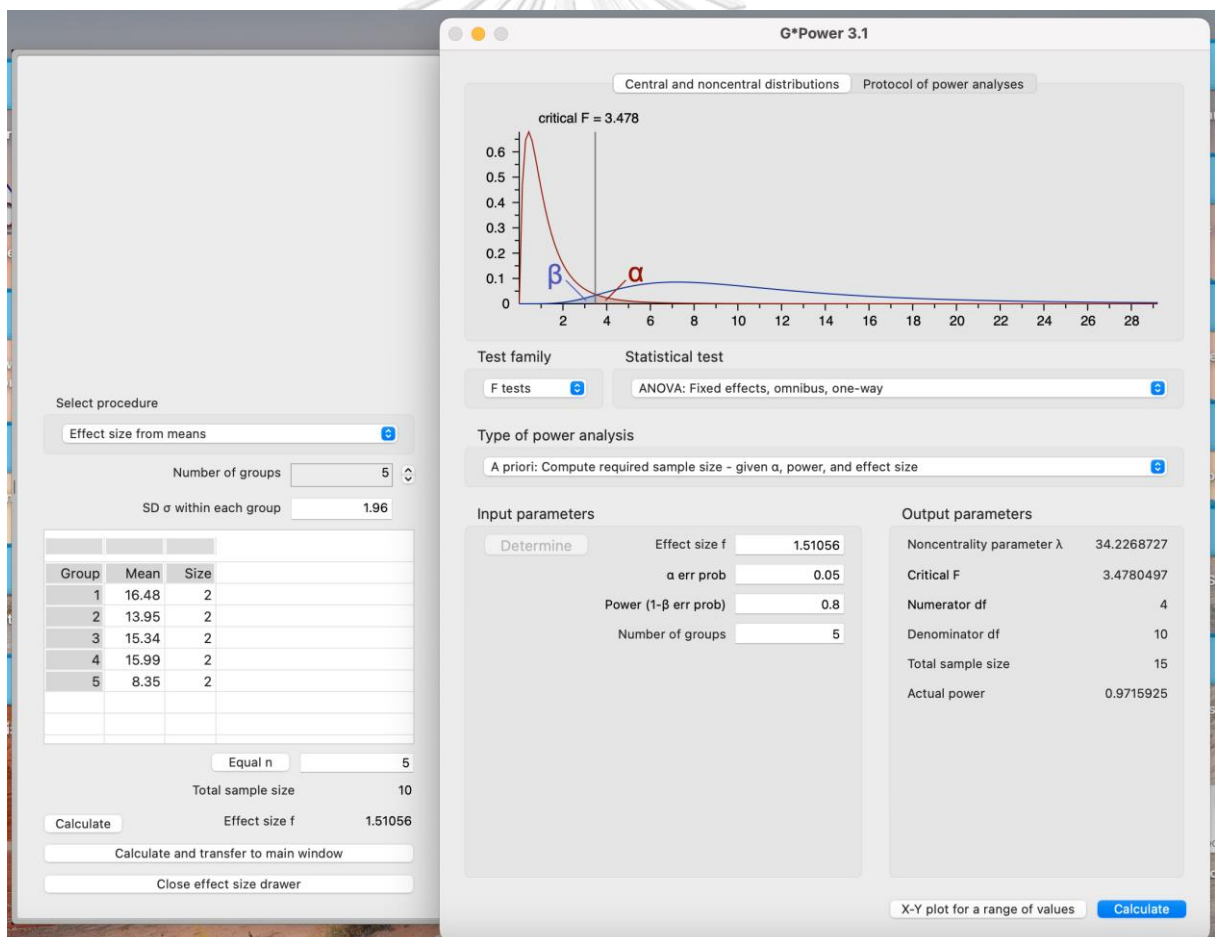 G*Power 3.1
Central and noncentral distributions Protocol of power analyses
critical F = 3.478
0.6
0.5
0.4
0.3
0.2
0.1
0
β α
2 4 6 8 10 12 14 16 18 20 22 24 26 28
Test family Statistical test
F tests ANOVA: Fixed effects, omnibus, one-way
Type of power analysis
A priori: Compute required sample size - given α, power, and effect size
Input parameters
Determine Effect size f 1.51056
α err prob 0.05
Power (1-β err prob) 0.8
Number of groups 5
Output parameters
Noncentrality parameter λ 34.2268727
Critical F 3.4780497
Numerator df 4
Denominator df 10
Total sample size 15
Actual power 0.9715925
X-Y plot for a range of values Calculate
Select procedure
Effect size from means
Number of groups 5
SD σ within each group 1.96
Group Mean Size
1 16.48 2
2 13.95 2
3 15.34 2
4 15.99 2
5 8.35 2
Equal n 5
Total sample size 10
Calculate Effect size f 1.51056
Calculate and transfer to main window
Close effect size drawer